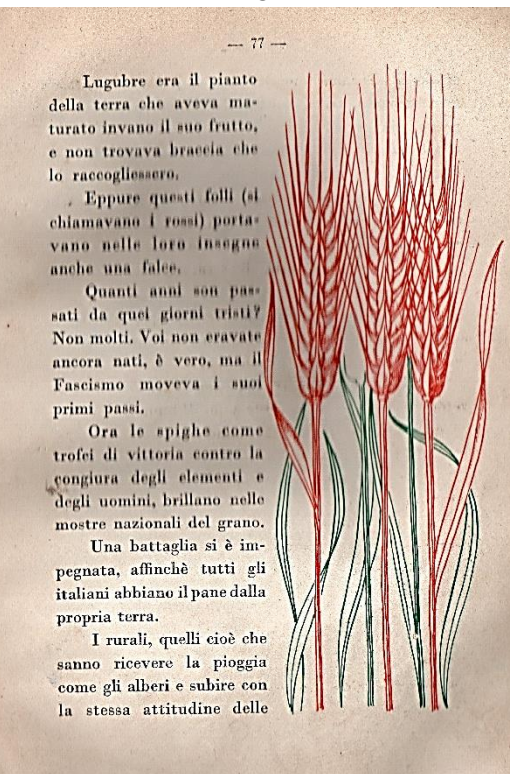 — 77 —
Lugubre era il pianto
della terra che aveva ma-
turato invano il suo frutto,
e non trovava braccia che
lo raccogliessero.
Eppure questi folli (si
chiamavano i rossi) porta-
vano nelle loro insegne
anche una falce.
Quanti anni son pas-
sati da quei giorni tristi?
Non molti. Voi non eravate
ancora nati, è vero, ma il
Fascismo moveva i suoi
primi passi.
Ora le spighe come
trofei di vittoria contro la
congiura degli elementi e
degli uomini, brillano nelle
mostre nazionali del grano.
Una battaglia si è im-
pegnata, affinchè tutti gli
italiani abbiano il pane dalla
propria terra.
I rurali, quelli cioè che
sanno ricevere la pioggia
come gli alberi e subire con
la stessa attitudine delle